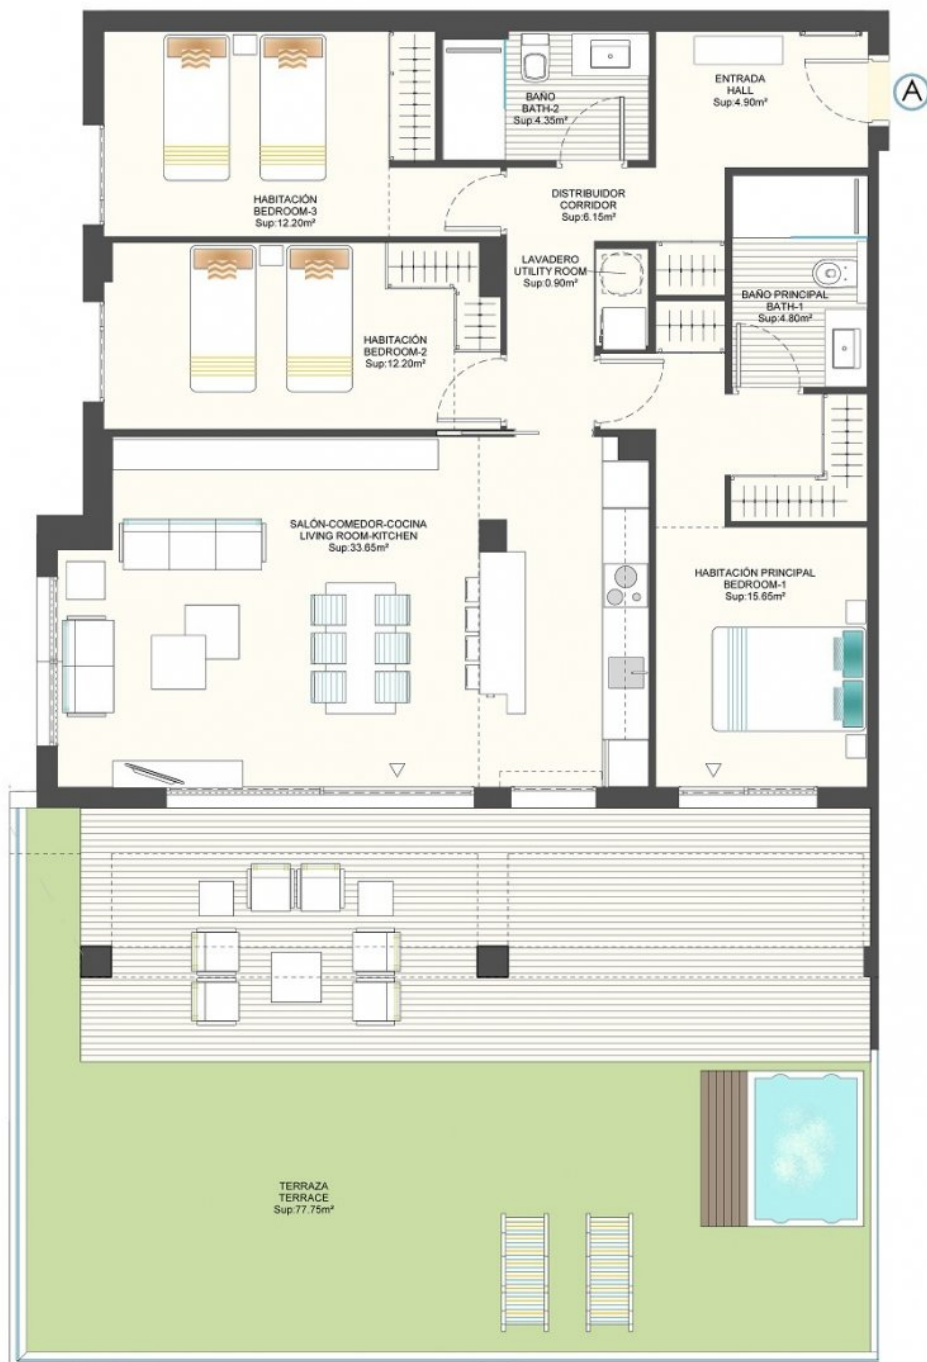 ENTRADA
HALL
Sup:4.90m²
A
BAÑO
BATH-2
Sup:4.35m²
HABITACIÓN
BEDROOM-3
Sup:12.20m²
DISTRIBUIDOR
CORRIDOR
Sup:6.15m²
LAVADERO
UTILITY ROOM
Sup:0.90m²
BAÑO PRINCIPAL
BATH-1
Sup:4.80m²
HABITACIÓN
BEDROOM-2
Sup:12.20m²
SALÓN-COMEDOR-COCINA
LIVING ROOM-KITCHEN
Sup:33.65m²
HABITACIÓN PRINCIPAL
BEDROOM-1
Sup:15.65m²
TERRAZA
TERRACE
Sup:77.75m²